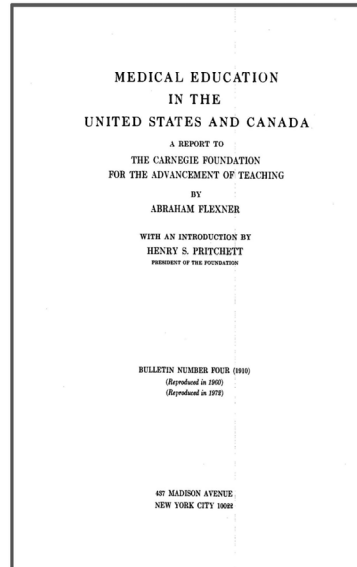 MEDICAL EDUCATION
IN THE
UNITED STATES AND CANADA
A REPORT TO
THE CARNEGIE FOUNDATION
FOR THE ADVANCEMENT OF TEACHING
BY
ABRAHAM FLEXNER
WITH AN INTRODUCTION BY
HENRY S. PRITCHETT
PRESIDENT OF THE FOUNDATION
BULLETIN NUMBER FOUR (1910)
(Reproduced in 1960)
(Reproduced in 1972)
437 MADISON AVENUE
NEW YORK CITY 10022